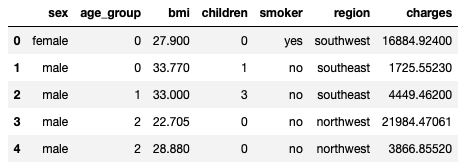 sex age_group bmi children smoker region charges
0 female 0 27.900 0 yes southwest 16884.92400
1 male 0 33.770 1 no southeast 1725.55230
2 male 1 33.000 3 no southeast 4449.46200
3 male 2 22.705 0 no northwest 21984.47061
4 male 2 28.880 0 no northwest 3866.85520